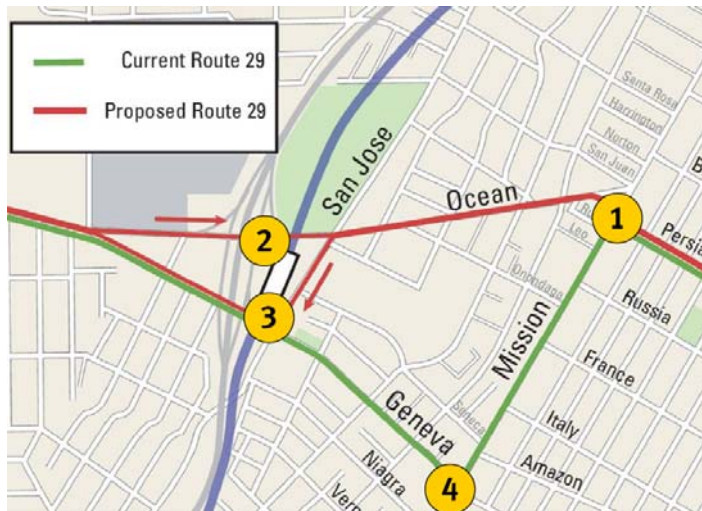 Current Route 29
Proposed Route 29
San Jose
Ocean
Santa Rosa
Harrington
Norton
San Juan
Leo
Onondaga
Persia
Russia
Mission
France
Geneva
Seneca
Italy
Amazon
Niagra
1
2
3
4